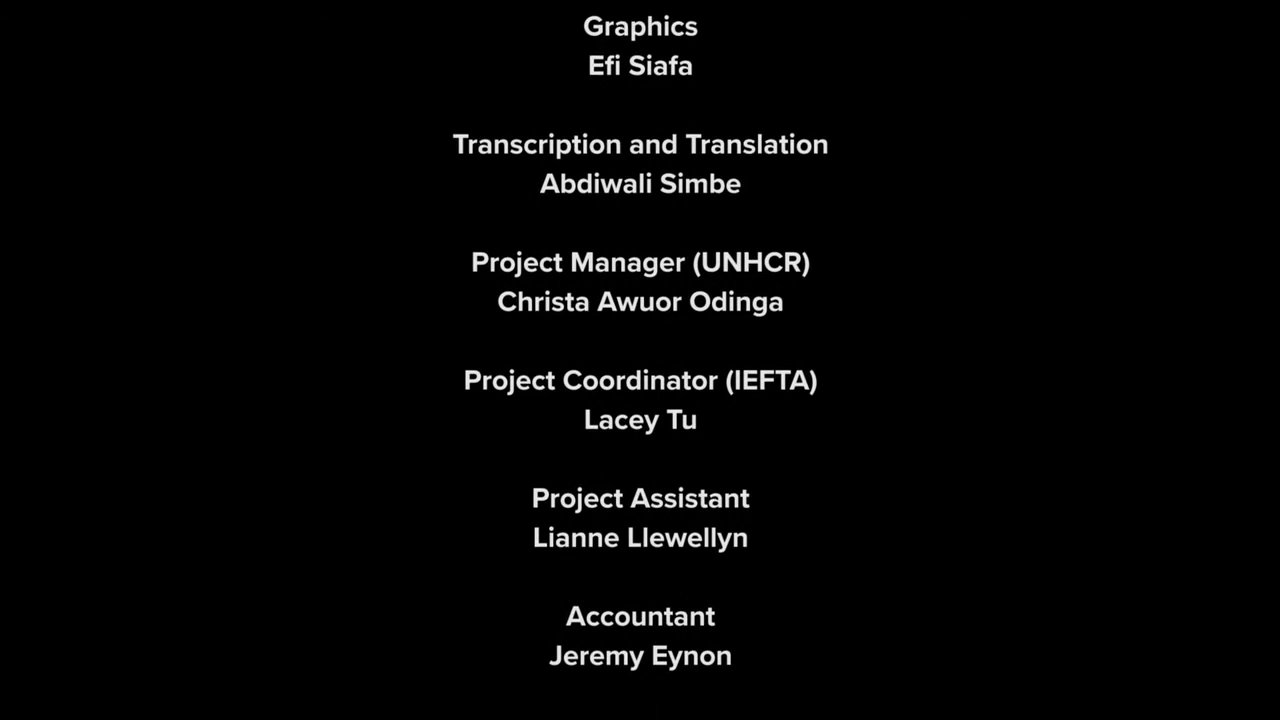 Graphics
Efi Siafa
Transcription and Translation
Abdiwali Simbe
Project Manager (UNHCR)
Christa Awuor Odinga
Project Coordinator (IEFTA)
Lacey Tu
Project Assistant
Lianne Llewellyn
Accountant
Jeremy Eynon